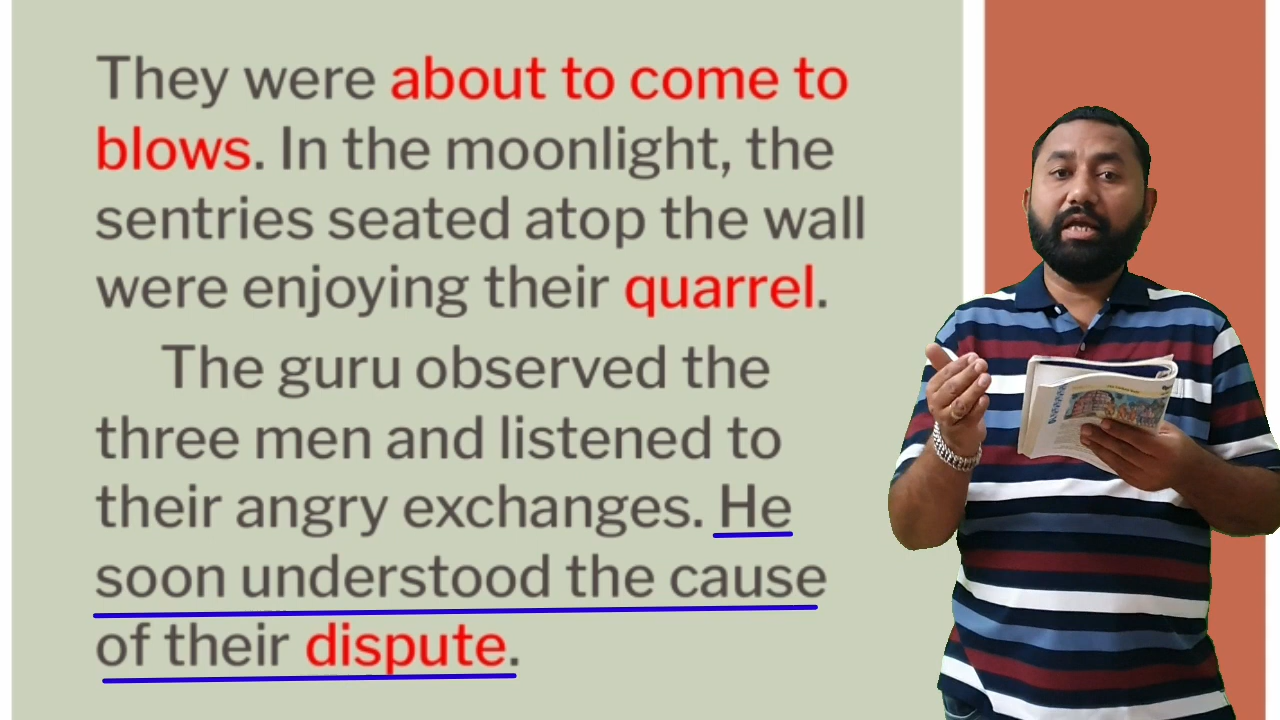 They were about to come to
blows. In the moonlight, the
sentries seated atop the wall
were enjoying their quarrel.
The guru observed the
three men and listened to
their angry exchanges. He
soon understood the cause
of their dispute.